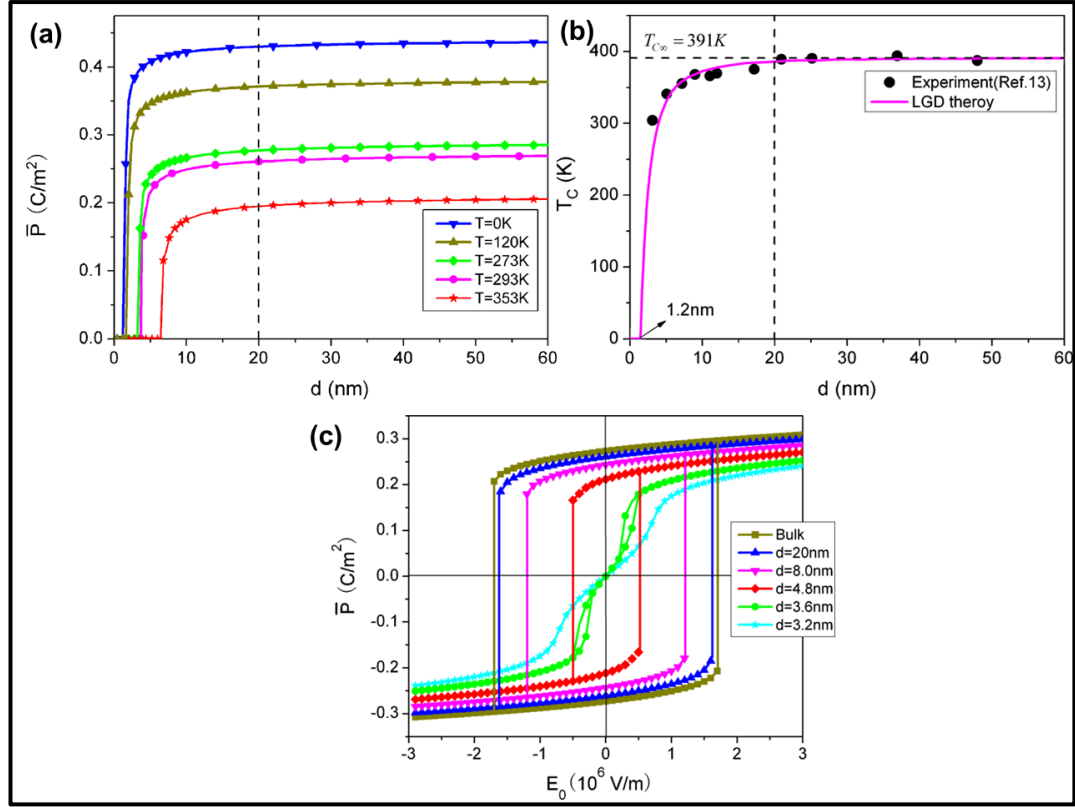 (a)
0.4
0.3
0.2
0.1
0.0
P̅ (C/m²)
T=0K
T=120K
T=273K
T=293K
T=353K
0 10 20 30 40 50 60
d (nm)
(b)
T_C∞ = 391K
400
300
200
100
0
T_C (K)
Experiment(Ref.13)
LGD theroy
1.2nm
0 10 20 30 40 50 60
d (nm)
(c)
0.3
0.2
0.1
0.0
-0.1
-0.2
-0.3
P̅ (C/m²)
Bulk
d=20nm
d=8.0nm
d=4.8nm
d=3.6nm
d=3.2nm
-3 -2 -1 0 1 2 3
E₀ (10⁶ V/m)